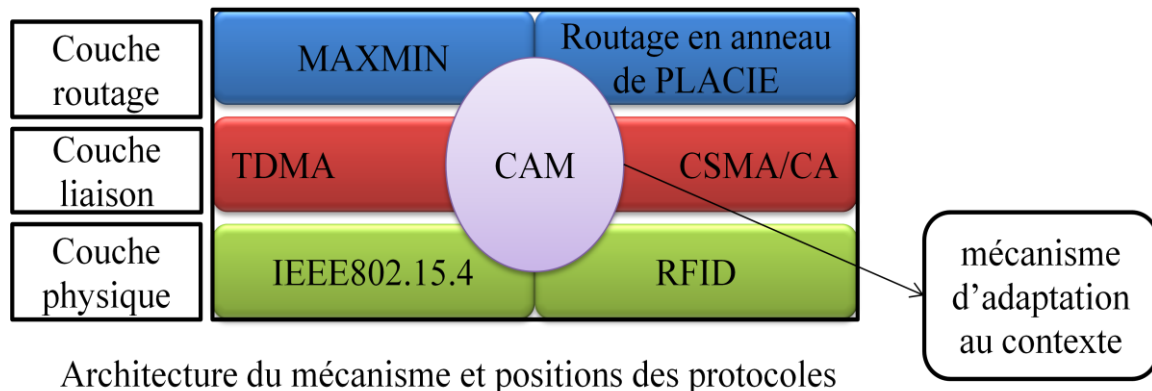 Couche
routage
MAXMIN
Routage en anneau
de PLACIE
Couche
liaison
TDMA
CAM
CSMA/CA
Couche
physique
IEEE802.15.4
RFID
mécanisme
d’adaptation
au contexte
Architecture du mécanisme et positions des protocoles